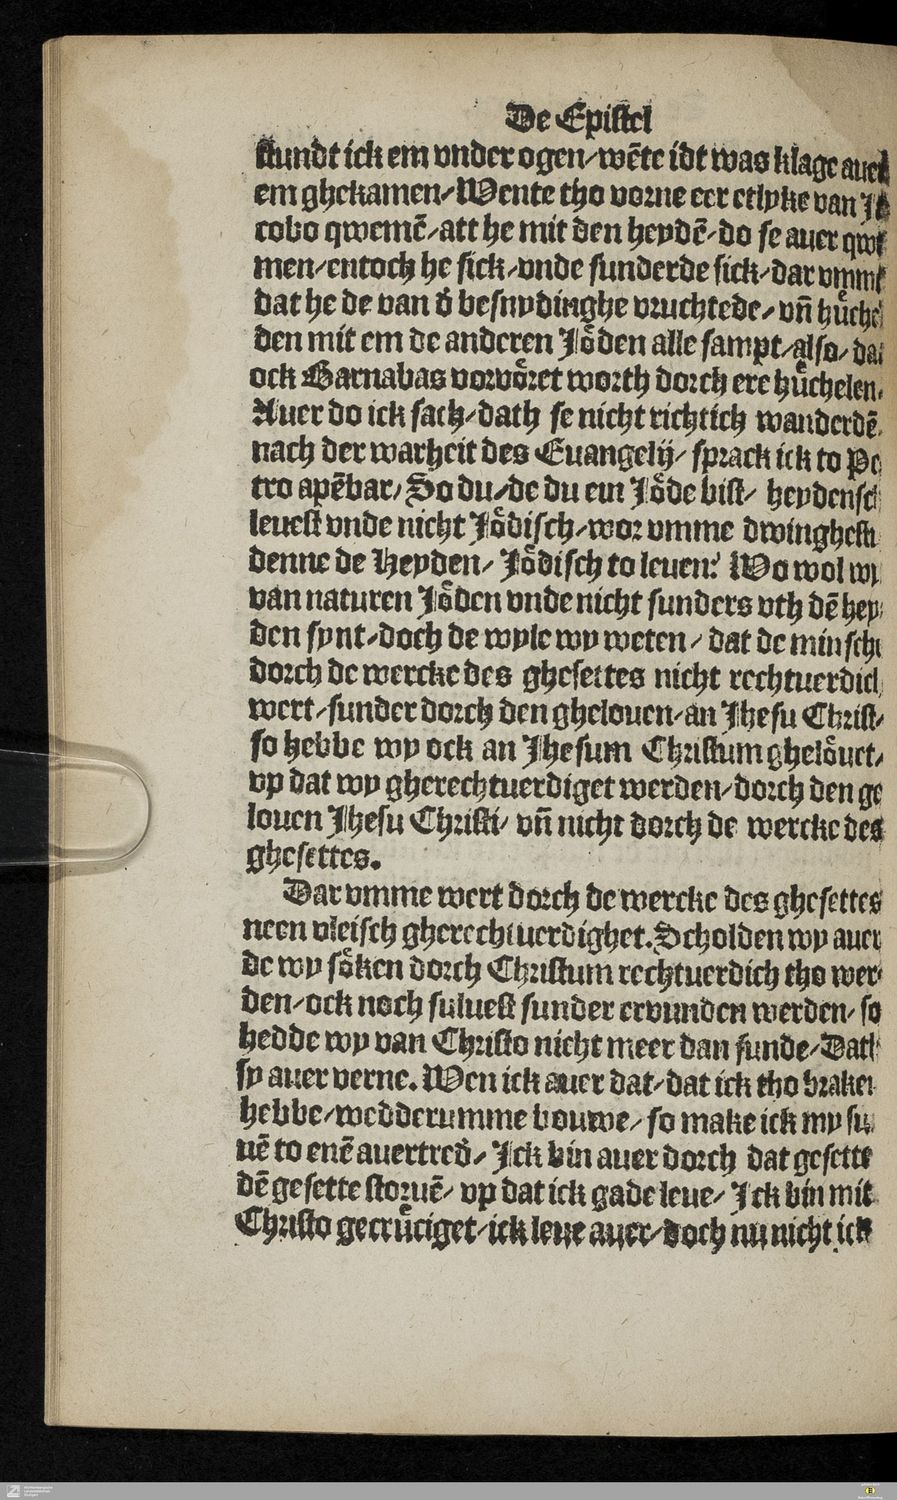 De Epistel
stundt ick em vnder ogen/wēte idt was klage auer
em ghekamen/Wente tho vorne eer etlyke van Ja
cobo qwemē/att he mit den heydē/do se auer qwe
men/entoch he sick/vnde sunderde sick/dar vmme
dat he de van d̄ besnydinghe vruchtede/vn̄ hůche
den mit em de anderen Jöden alle sampt/also/dat
ock Barnabas vorvöret worth dorch ere hůchelen.
Auer do ick sach/dath se nicht richtich wanderdē
nach der warheit des Euangelij/sprack ick to Pe
tro apēbar/So du/de du ein Jöde bist/heydensch
leuest vnde nicht Jödisch/wor vmme dwinghestu
denne de Heyden/Jödisch to leuen? Wo wol wy
van naturen Jöden vnde nicht sunders vth dē hey
den synt/doch de wyle wy weten/dat de minsche
dorch de wercke des ghesettes nicht rechtuerdich
wert/sunder dorch den ghelouen/an Jhesu Christ/
so hebbe wy ock an Jhesum Christum ghelöuet/
vp dat wy gherechtuerdiget werden/dorch den ge
louen Jhesu Christi/vn̄ nicht dorch de wercke des
ghesettes.
Dar vmme wert dorch de wercke des ghesettes
neen vleisch gherechtuerdighet. Scholden wy auer
de wy söken dorch Christum rechtuerdich tho wer
den/ock noch suluest sunder ervunden werden/so
hedde wy van Christo nicht meer dan sunde/Dath
sy auer verne. Wen ick auer dat/dat ick tho braken
hebbe/wedderumme bouwe/so make ick my sul
uē to enē auertred̄/Jck bin auer dorch dat gesette
dē gesette storuē/vp dat ick gade leue/Jck bin mit
Christo gecrůciget/ick leue auer/doch nu nicht ick